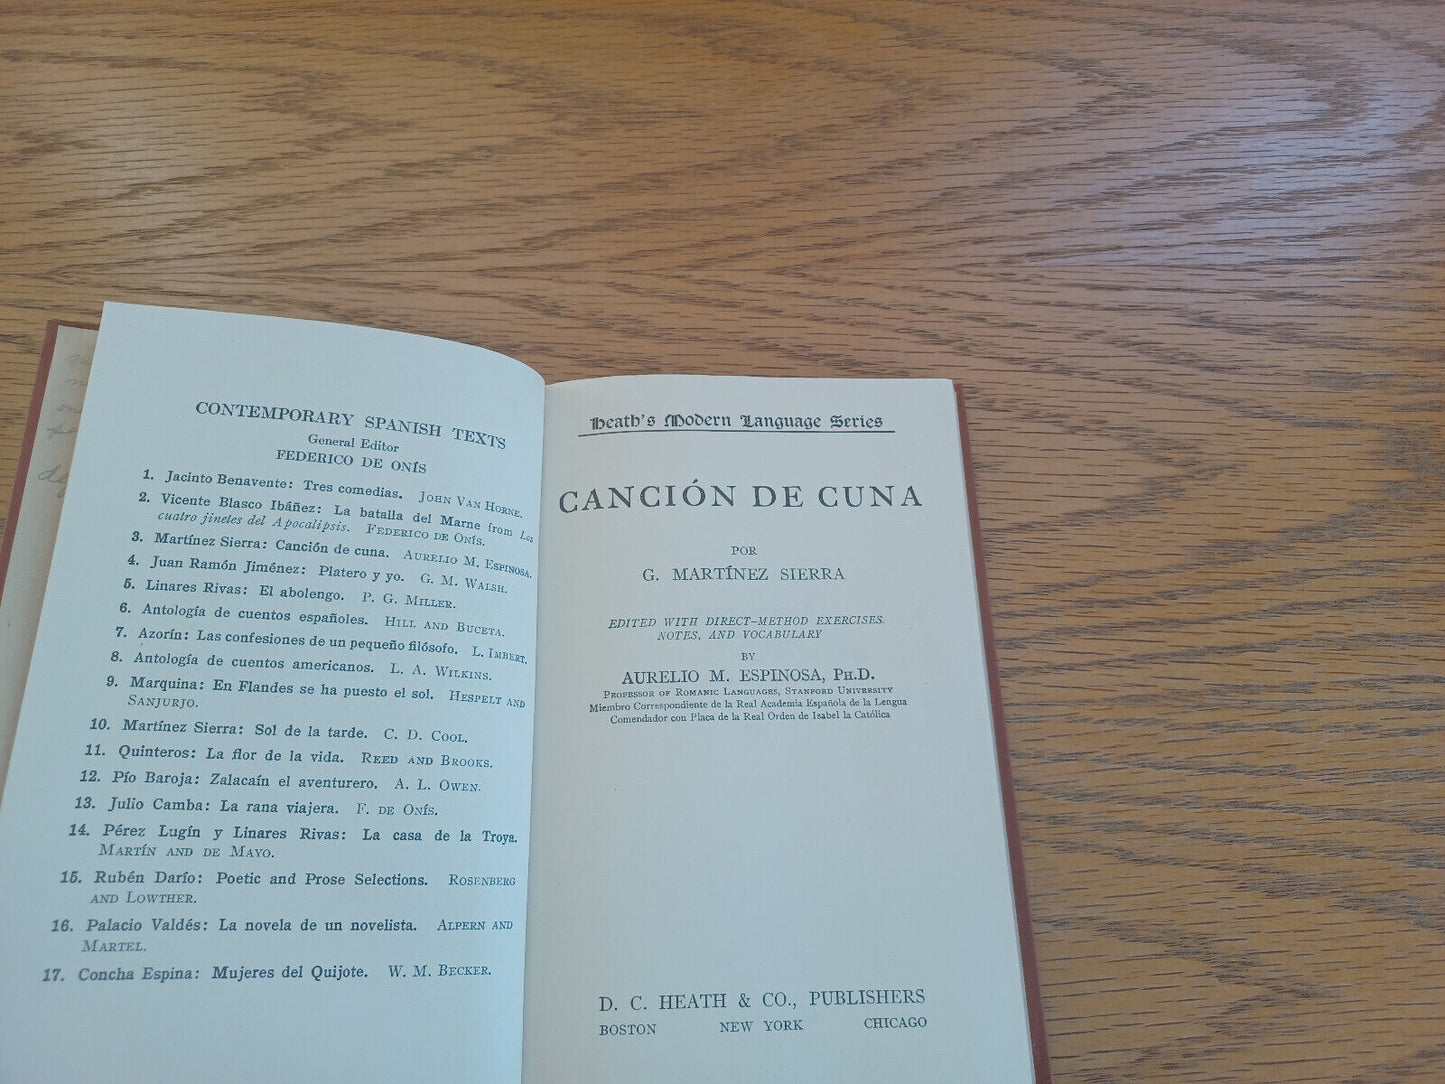 CONTEMPORARY SPANISH TEXTS
General Editor
FEDERICO DE ONÍS
1. Jacinto Benavente: Tres comedias. JOHN VAN HORNE.
2. Vicente Blasco Ibáñez: La batalla del Marne from Los
cuatro jinetes del Apocalipsis. FEDERICO DE ONÍS.
3. Martínez Sierra: Canción de cuna. AURELIO M. ESPINOSA.
4. Juan Ramón Jiménez: Platero y yo. G. M. WALSH.
5. Linares Rivas: El abolengo. P. G. MILLER.
6. Antología de cuentos españoles. HILL AND BUCETA.
7. Azorín: Las confesiones de un pequeño filósofo. L. IMBERT.
8. Antología de cuentos americanos. L. A. WILKINS.
9. Marquina: En Flandes se ha puesto el sol. HESPELT AND
SANJURJO.
10. Martínez Sierra: Sol de la tarde. C. D. COOL.
11. Quinteros: La flor de la vida. REED AND BROOKS.
12. Pío Baroja: Zalacaín el aventurero. A. L. OWEN.
13. Julio Camba: La rana viajera. F. DE ONÍS.
14. Pérez Lugín y Linares Rivas: La casa de la Troya.
MARTÍN AND DE MAYO.
15. Rubén Darío: Poetic and Prose Selections. ROSENBERG
AND LOWTHER.
16. Palacio Valdés: La novela de un novelista. ALPERN AND
MARTEL.
17. Concha Espina: Mujeres del Quijote. W. M. BECKER.
Heath's Modern Language Series
CANCIÓN DE CUNA
POR
G. MARTÍNEZ SIERRA
EDITED WITH DIRECT-METHOD EXERCISES.
NOTES, AND VOCABULARY
BY
AURELIO M. ESPINOSA, PH.D.
PROFESSOR OF ROMANIC LANGUAGES, STANFORD UNIVERSITY
Miembro Correspondiente de la Real Academia Española de la Lengua
Comendador con Placa de la Real Orden de Isabel la Católica
D. C. HEATH & CO., PUBLISHERS
BOSTON NEW YORK CHICAGO